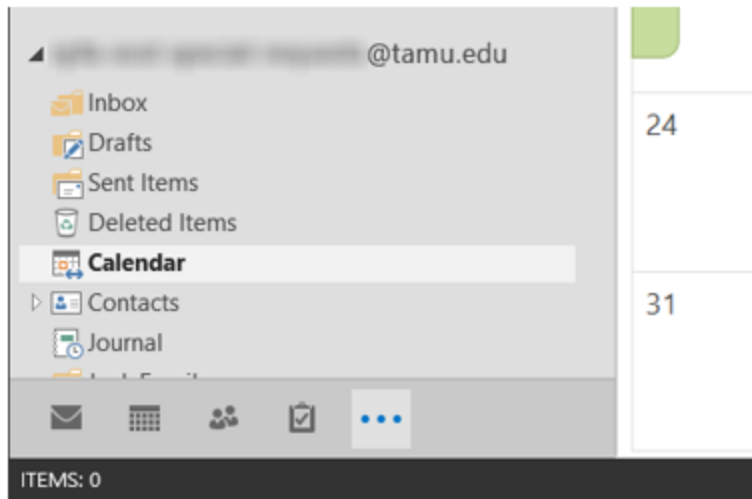 @tamu.edu
Inbox
Drafts
Sent Items
Deleted Items
Calendar
Contacts
Journal
24
31
ITEMS: 0